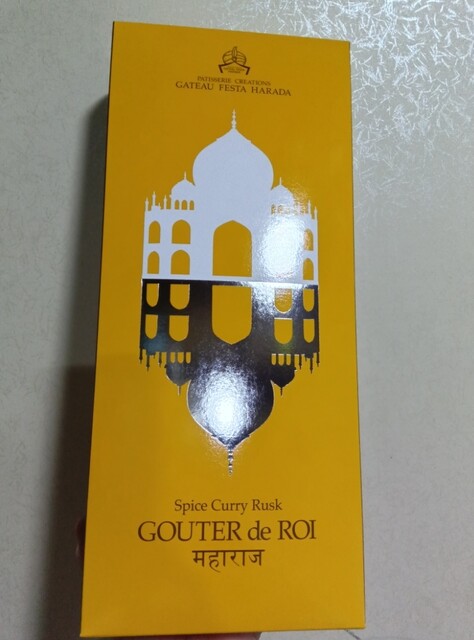 PATISSERIE CREATIONS
GATEAU FESTA HARADA
Spice Curry Rusk
GOUTER de ROI
महाराज